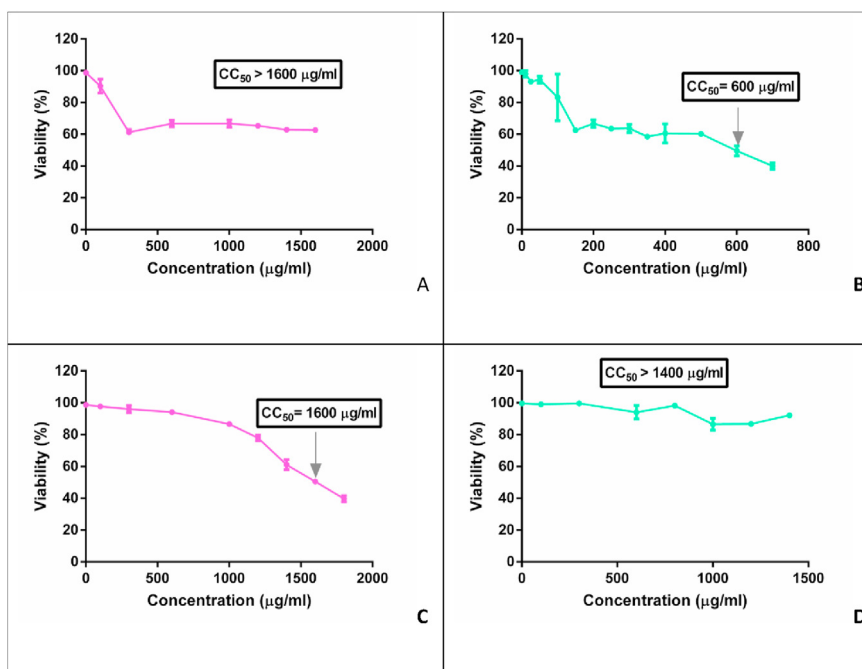 120
100
80
60
40
20
0
Viability (%)
CC50 > 1600 µg/ml
0 500 1000 1500 2000
Concentration (µg/ml)
A
120
100
80
60
40
20
0
Viability (%)
CC50= 600 µg/ml
0 200 400 600 800
Concentration (µg/ml)
B
120
100
80
60
40
20
0
Viability (%)
CC50= 1600 µg/ml
0 500 1000 1500 2000
Concentration (µg/ml)
C
120
100
80
60
40
20
0
Viability (%)
CC50 > 1400 µg/ml
0 500 1000 1500
Concentration (µg/ml)
D